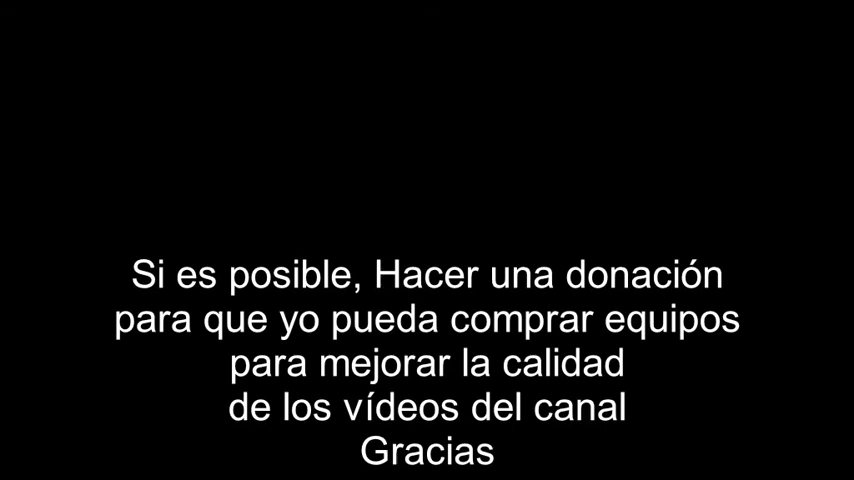 Si es posible, Hacer una donación
para que yo pueda comprar equipos
para mejorar la calidad
de los vídeos del canal
Gracias